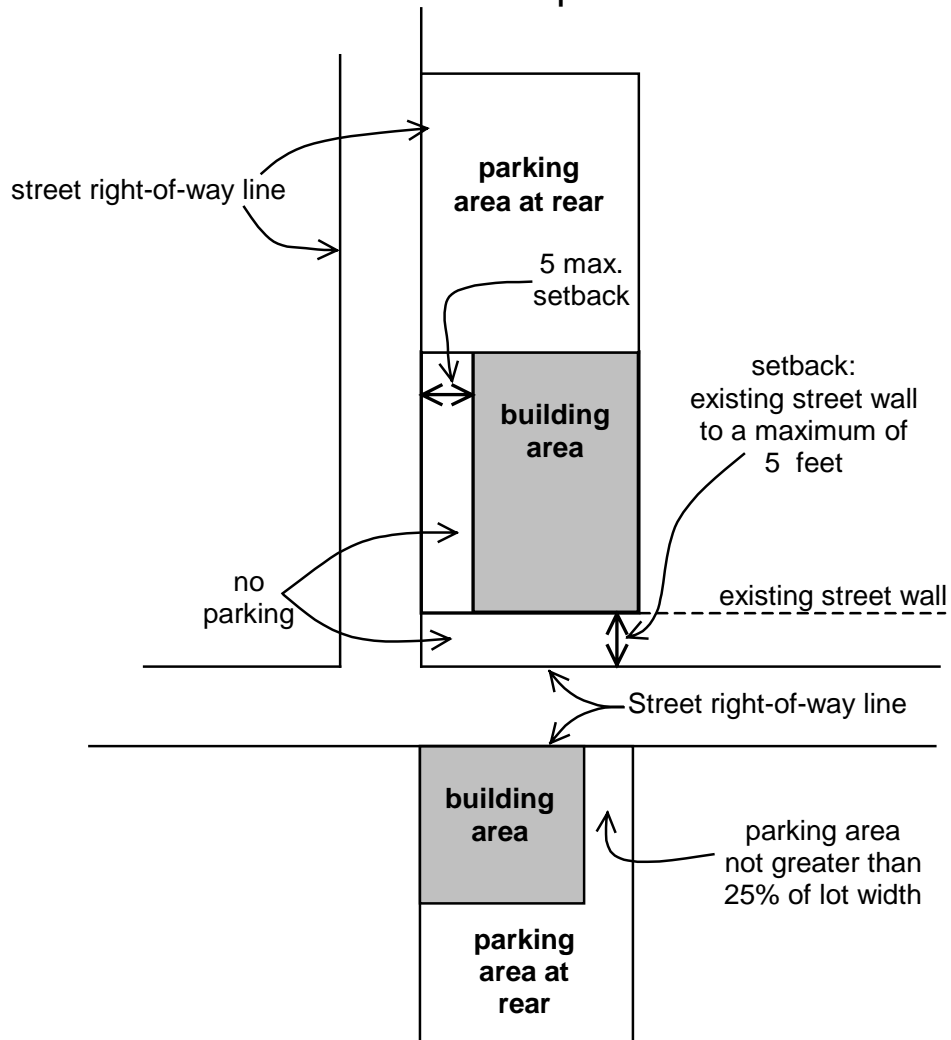 parking
area at rear
street right-of-way line
5 max.
setback
setback:
existing street wall
to a maximum of
5 feet
building
area
no
parking
existing street wall
Street right-of-way line
building
area
parking area
not greater than
25% of lot width
parking
area at
rear